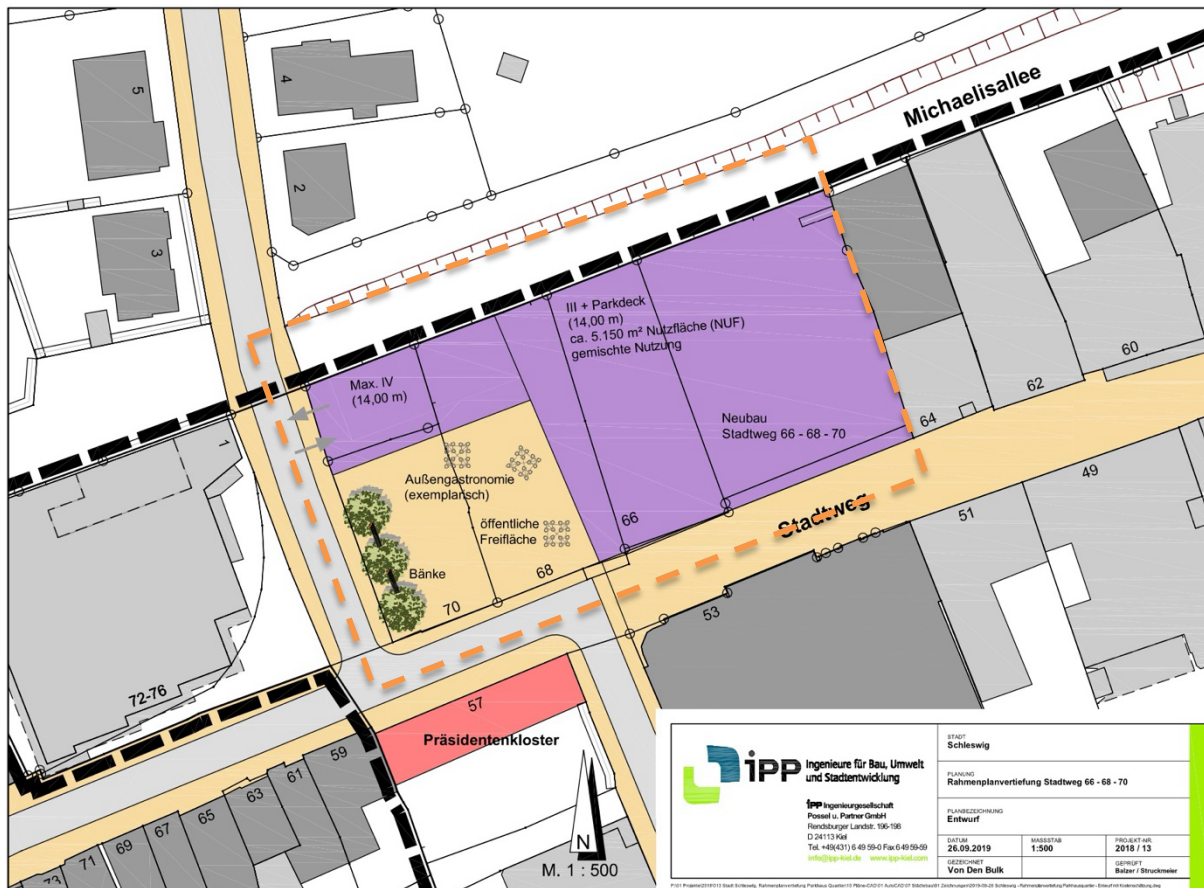 5
4
2
3
Michaelisallee
III + Parkdeck
(14,00 m)
ca. 5.150 m² Nutzfläche (NUF)
gemischte Nutzung
Max. IV
(14,00 m)
Neubau
Stadtweg 66 - 68 - 70
Außengastronomie
(exemplarisch)
öffentliche
Freifläche
Bänke
1
66
68
70
64
62
60
Stadtweg
49
51
53
57
Präsidentenkloster
72-76
59
61
63
65
67
69
71
73
N
M. 1 : 500
ipp Ingenieure für Bau, Umwelt
und Stadtentwicklung
ipp Ingenieurgesellschaft
Possel u. Partner GmbH
Rendsburger Landstr. 196-198
D 24113 Kiel
Tel. +49(431) 6 49 59-0 Fax 6 49 59-59
info@ipp-kiel.de www.ipp-kiel.com
STADT
Schleswig
PLANUNG
Rahmenplanvertiefung Stadtweg 66 - 68 - 70
PLANBEZEICHNUNG
Entwurf
DATUM
26.09.2019
MASSSTAB
1:500
PROJEKT-NR.
2018 / 13
GEZEICHNET
Von Den Bulk
GEPRÜFT
Balzer / Struckmeier